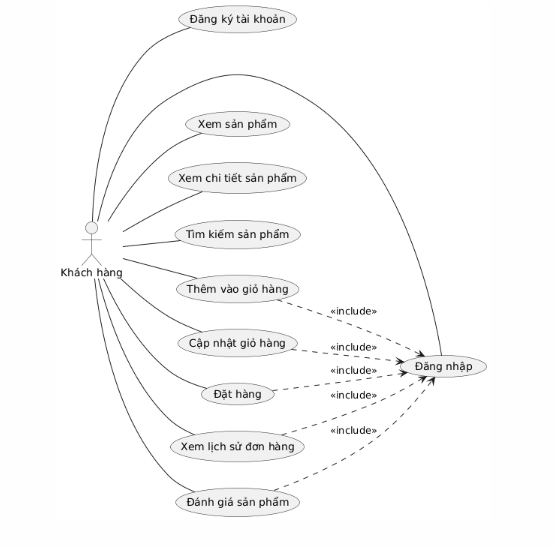 Đăng ký tài khoản
Xem sản phẩm
Xem chi tiết sản phẩm
Tìm kiếm sản phẩm
Khách hàng
Thêm vào giỏ hàng
«include»
Cập nhật giỏ hàng
«include»
Đăng nhập
«include»
Đặt hàng
«include»
Xem lịch sử đơn hàng
«include»
Đánh giá sản phẩm